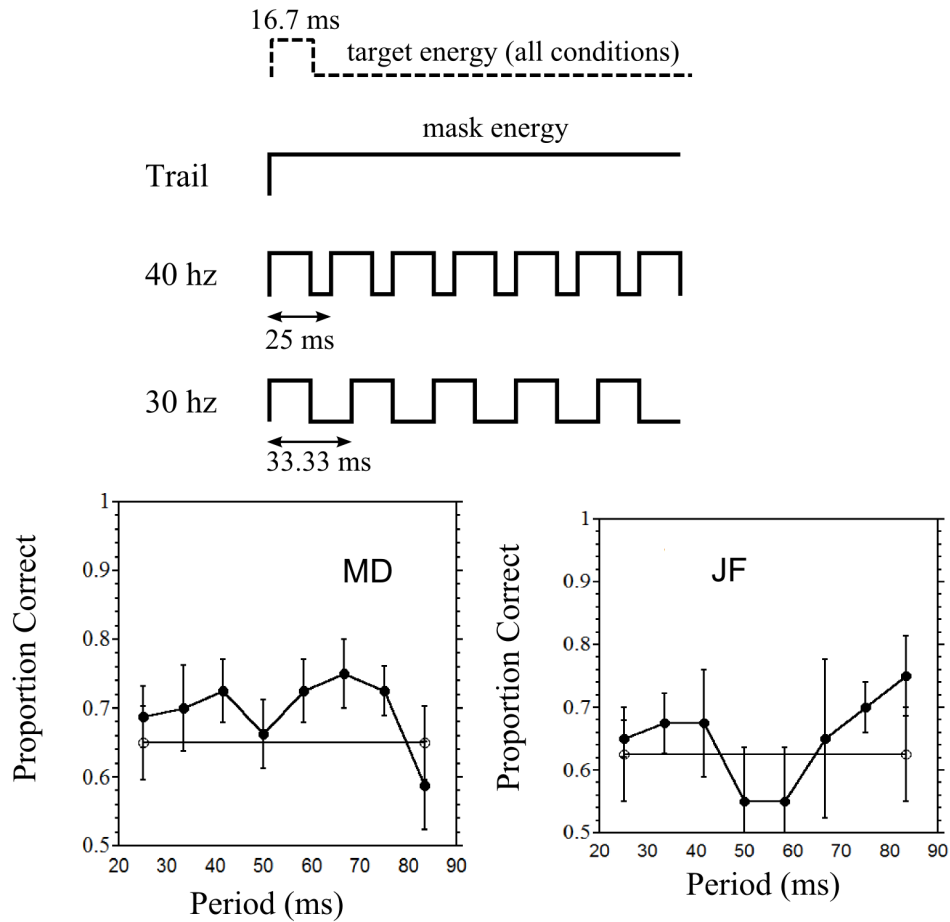 16.7 ms
target energy (all conditions)
mask energy
Trail
40 hz
25 ms
30 hz
33.33 ms
Proportion Correct
1
0.9
0.8
0.7
0.6
0.5
MD
20 30 40 50 60 70 80 90
Period (ms)
Proportion Correct
1
0.9
0.8
0.7
0.6
0.5
JF
20 30 40 50 60 70 80 90
Period (ms)